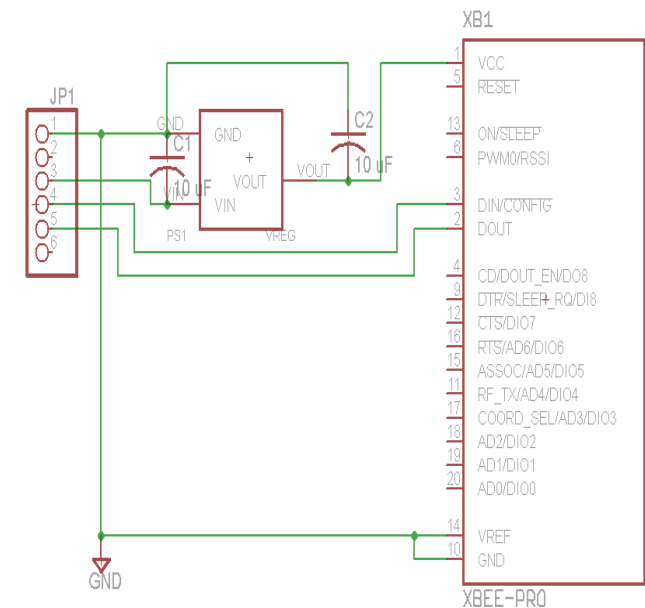 XB1
JP1
1
2
3
4
5
6
GND
C1
10 uF
VIN
GND
VOUT
VIN
PS1
VREG
VOUT
C2
10 uF
1 VCC
5 RESET
13 ON/SLEEP
6 PWM0/RSSI
3 DIN/CONFIG
2 DOUT
4 CD/DOUT_EN/DO8
9 DTR/SLEEP_RQ/DI8
12 CTS/DIO7
16 RTS/AD6/DIO6
15 ASSOC/AD5/DIO5
11 RF_TX/AD4/DIO4
17 COORD_SEL/AD3/DIO3
18 AD2/DIO2
19 AD1/DIO1
20 AD0/DIO0
14 VREF
10 GND
GND
XBEE-PRO